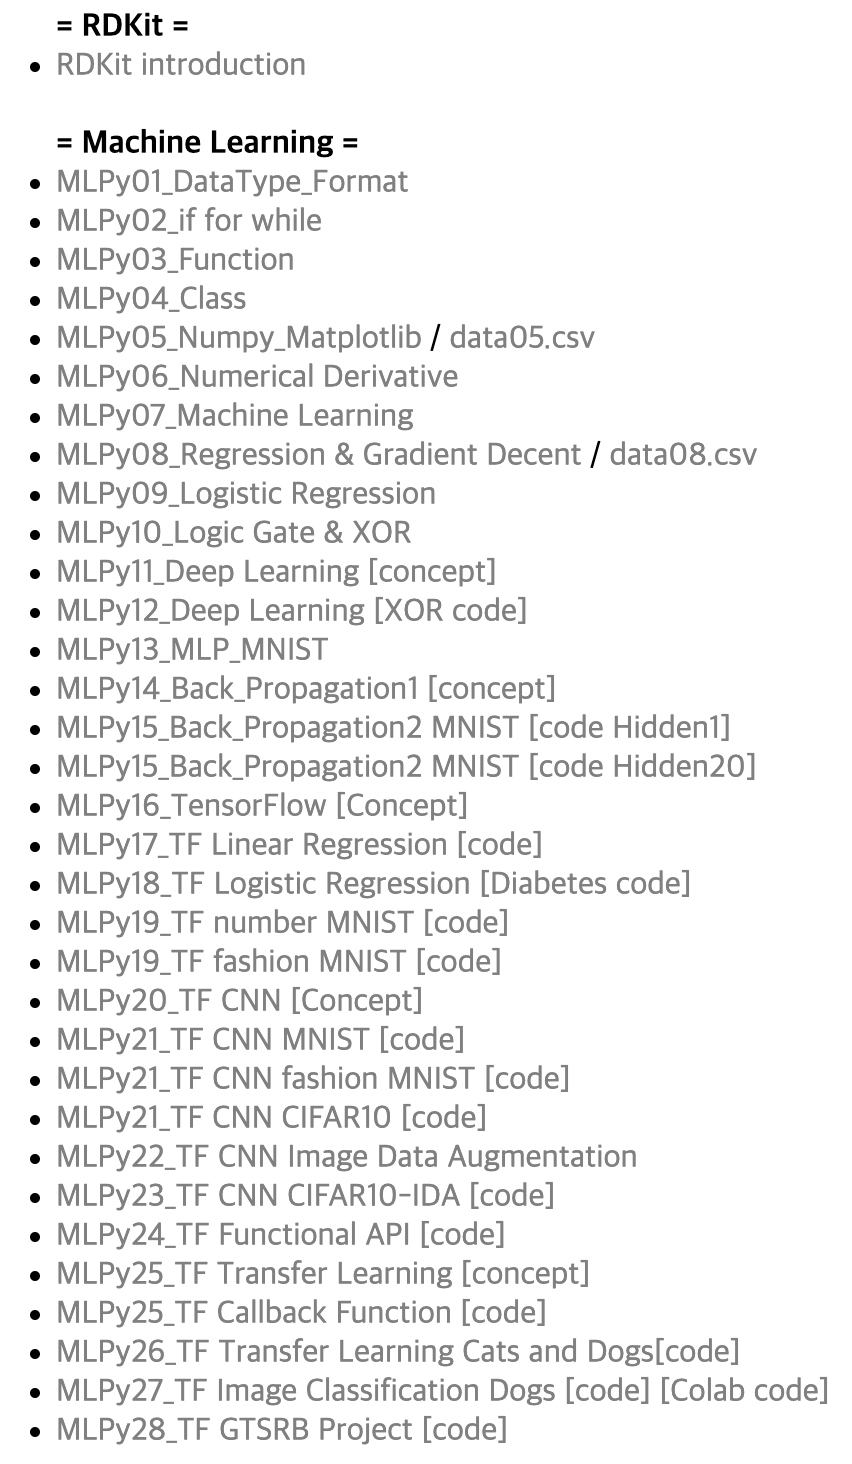 = RDKit =
• RDKit introduction
= Machine Learning =
• MLPy01_DataType_Format
• MLPy02_if for while
• MLPy03_Function
• MLPy04_Class
• MLPy05_Numpy_Matplotlib / data05.csv
• MLPy06_Numerical Derivative
• MLPy07_Machine Learning
• MLPy08_Regression & Gradient Decent / data08.csv
• MLPy09_Logistic Regression
• MLPy10_Logic Gate & XOR
• MLPy11_Deep Learning [concept]
• MLPy12_Deep Learning [XOR code]
• MLPy13_MLP_MNIST
• MLPy14_Back_Propagation1 [concept]
• MLPy15_Back_Propagation2 MNIST [code Hidden1]
• MLPy15_Back_Propagation2 MNIST [code Hidden20]
• MLPy16_TensorFlow [Concept]
• MLPy17_TF Linear Regression [code]
• MLPy18_TF Logistic Regression [Diabetes code]
• MLPy19_TF number MNIST [code]
• MLPy19_TF fashion MNIST [code]
• MLPy20_TF CNN [Concept]
• MLPy21_TF CNN MNIST [code]
• MLPy21_TF CNN fashion MNIST [code]
• MLPy21_TF CNN CIFAR10 [code]
• MLPy22_TF CNN Image Data Augmentation
• MLPy23_TF CNN CIFAR10-IDA [code]
• MLPy24_TF Functional API [code]
• MLPy25_TF Transfer Learning [concept]
• MLPy25_TF Callback Function [code]
• MLPy26_TF Transfer Learning Cats and Dogs[code]
• MLPy27_TF Image Classification Dogs [code] [Colab code]
• MLPy28_TF GTSRB Project [code]